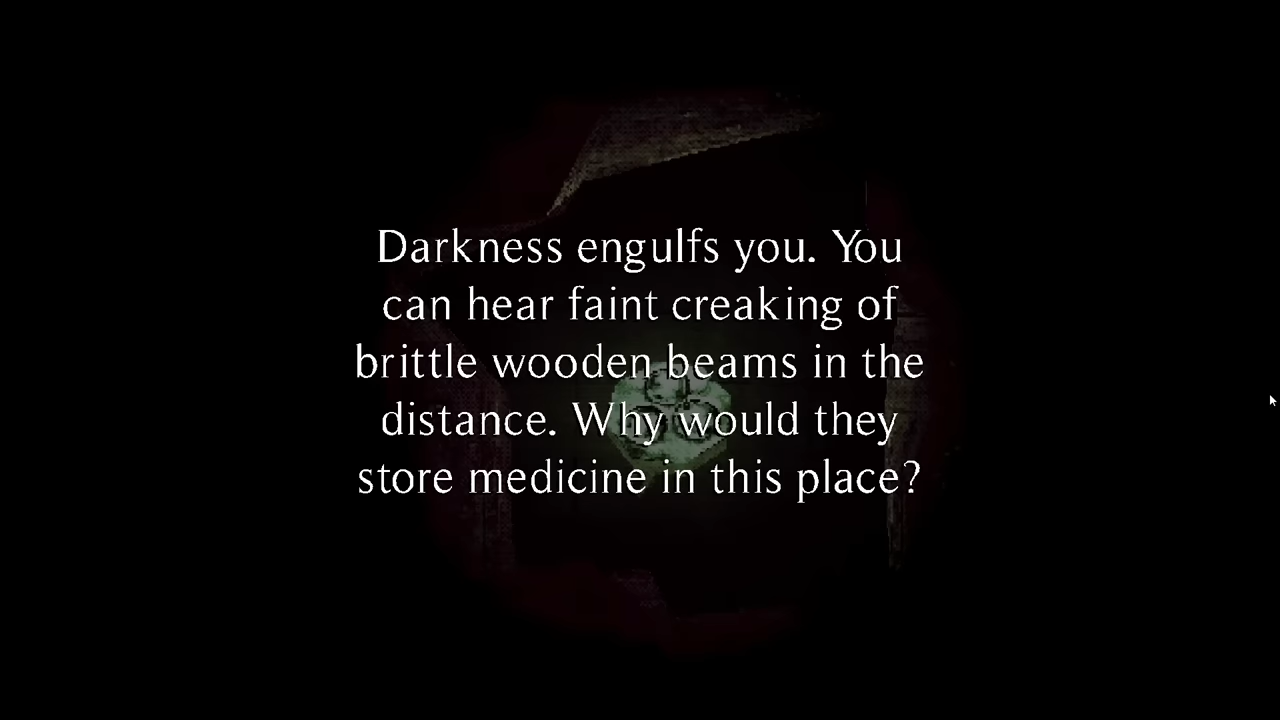 Darkness engulfs you. You
can hear faint creaking of
brittle wooden beams in the
distance. Why would they
store medicine in this place?